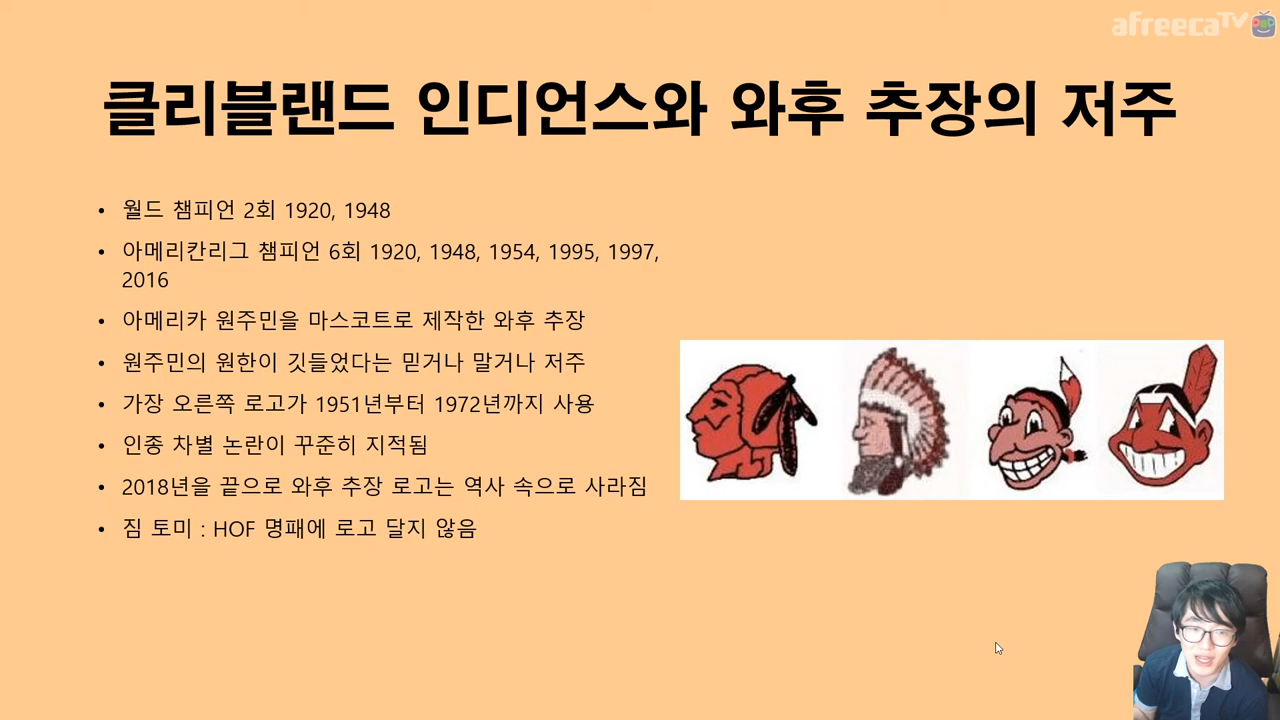 afreecaTV
클리블랜드 인디언스와 와후 추장의 저주
• 월드 챔피언 2회 1920, 1948
• 아메리칸리그 챔피언 6회 1920, 1948, 1954, 1995, 1997,
2016
• 아메리카 원주민을 마스코트로 제작한 와후 추장
• 원주민의 원한이 깃들었다는 믿거나 말거나 저주
• 가장 오른쪽 로고가 1951년부터 1972년까지 사용
• 인종 차별 논란이 꾸준히 지적됨
• 2018년을 끝으로 와후 추장 로고는 역사 속으로 사라짐
• 짐 토미 : HOF 명패에 로고 달지 않음